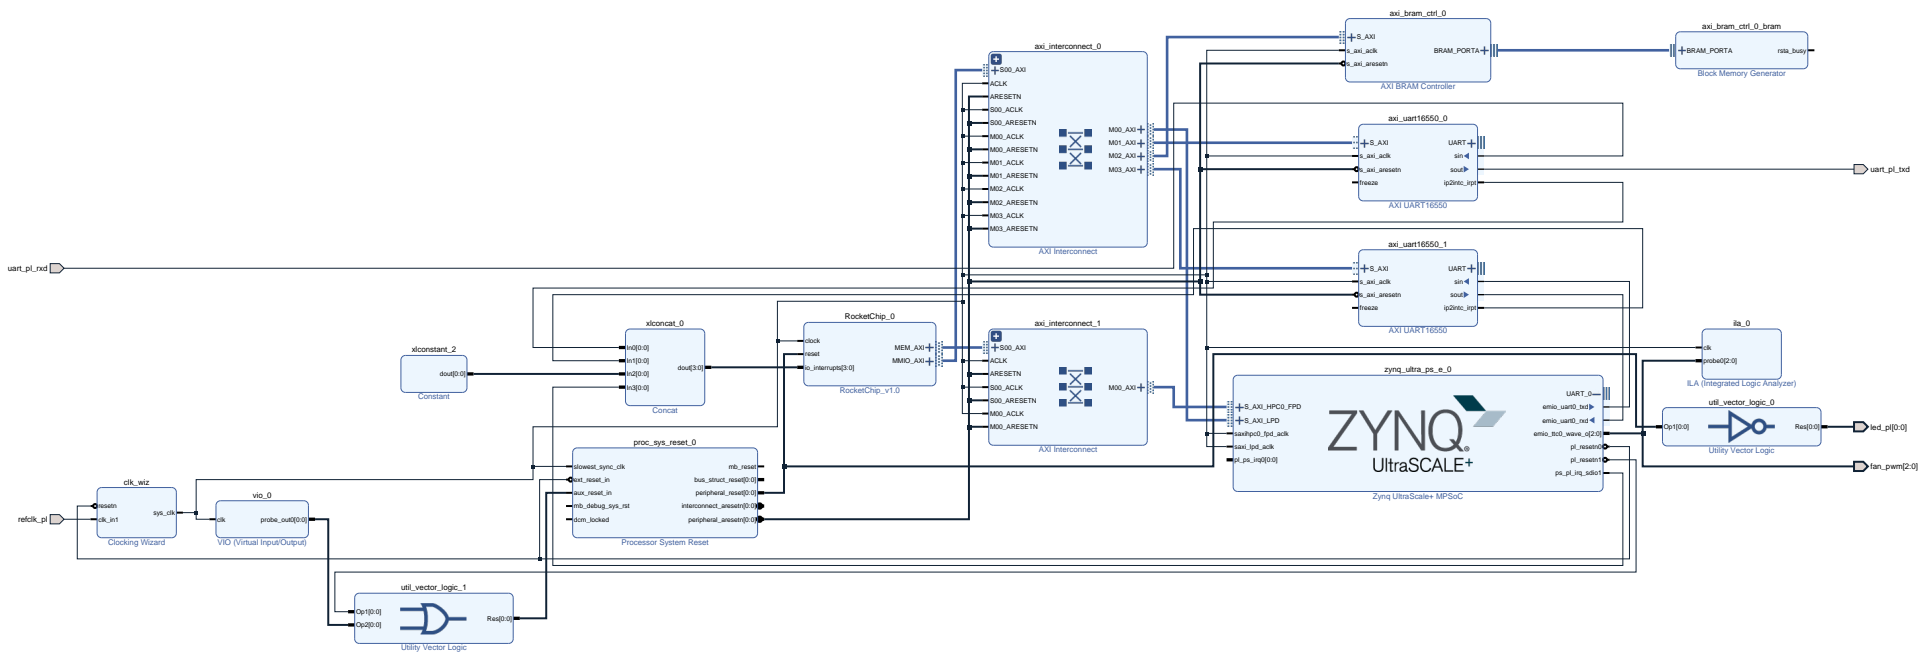 axi_bram_ctrl_0
S_AXI
s_axi_aclk
s_axi_aresetn
BRAM_PORTA
AXI BRAM Controller
axi_bram_ctrl_0_bram
BRAM_PORTA
rsta_busy
Block Memory Generator
axi_interconnect_0
S00_AXI
ACLK
ARESETN
S00_ACLK
S00_ARESETN
M00_ACLK
M00_ARESETN
M01_ACLK
M01_ARESETN
M02_ACLK
M02_ARESETN
M03_ACLK
M03_ARESETN
M00_AXI
M01_AXI
M02_AXI
M03_AXI
AXI Interconnect
axi_uart16550_0
S_AXI
s_axi_aclk
s_axi_aresetn
freeze
UART
sin
sout
ip2intc_irpt
AXI UART16550
uart_pl_txd
uart_pl_rxd
axi_uart16550_1
S_AXI
s_axi_aclk
s_axi_aresetn
freeze
UART
sin
sout
ip2intc_irpt
AXI UART16550
xlconstant_2
dout[0:0]
Constant
xlconcat_0
In0[0:0]
In1[0:0]
In2[0:0]
In3[0:0]
dout[3:0]
Concat
RocketChip_0
clock
reset
io_interrupts[3:0]
MEM_AXI
MMIO_AXI
RocketChip_v1.0
axi_interconnect_1
S00_AXI
ACLK
ARESETN
S00_ACLK
S00_ARESETN
M00_ACLK
M00_ARESETN
M00_AXI
AXI Interconnect
ila_0
clk
probe0[2:0]
ILA (Integrated Logic Analyzer)
zynq_ultra_ps_e_0
S_AXI_HPC0_FPD
S_AXI_LPD
saxihpc0_fpd_aclk
saxi_lpd_aclk
pl_ps_irq0[0:0]
ZYNQ
UltraSCALE+
UART_0
emio_uart0_txd
emio_uart0_rxd
emio_ttc0_wave_o[2:0]
pl_resetn0
pl_resetn1
ps_pl_irq_sdio1
Zynq UltraScale+ MPSoC
util_vector_logic_0
Op1[0:0]
Res[0:0]
Utility Vector Logic
led_pl[0:0]
fan_pwm[2:0]
proc_sys_reset_0
slowest_sync_clk
ext_reset_in
aux_reset_in
mb_debug_sys_rst
dcm_locked
mb_reset
bus_struct_reset[0:0]
peripheral_reset[0:0]
interconnect_aresetn[0:0]
peripheral_aresetn[0:0]
Processor System Reset
refclk_pl
clk_wiz
resetn
clk_in1
sys_clk
Clocking Wizard
vio_0
clk
probe_out0[0:0]
VIO (Virtual Input/Output)
util_vector_logic_1
Op1[0:0]
Op2[0:0]
Res[0:0]
Utility Vector Logic